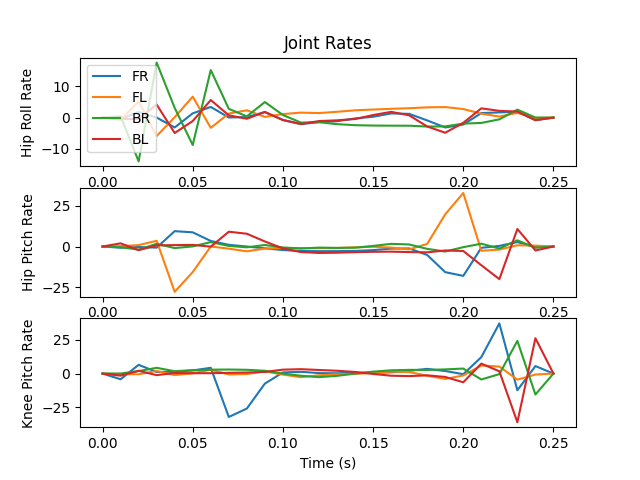 Joint Rates
Hip Roll Rate
10
0
−10
FR
FL
BR
BL
0.00 0.05 0.10 0.15 0.20 0.25
Hip Pitch Rate
25
0
−25
0.00 0.05 0.10 0.15 0.20 0.25
Knee Pitch Rate
25
0
−25
0.00 0.05 0.10 0.15 0.20 0.25
Time (s)